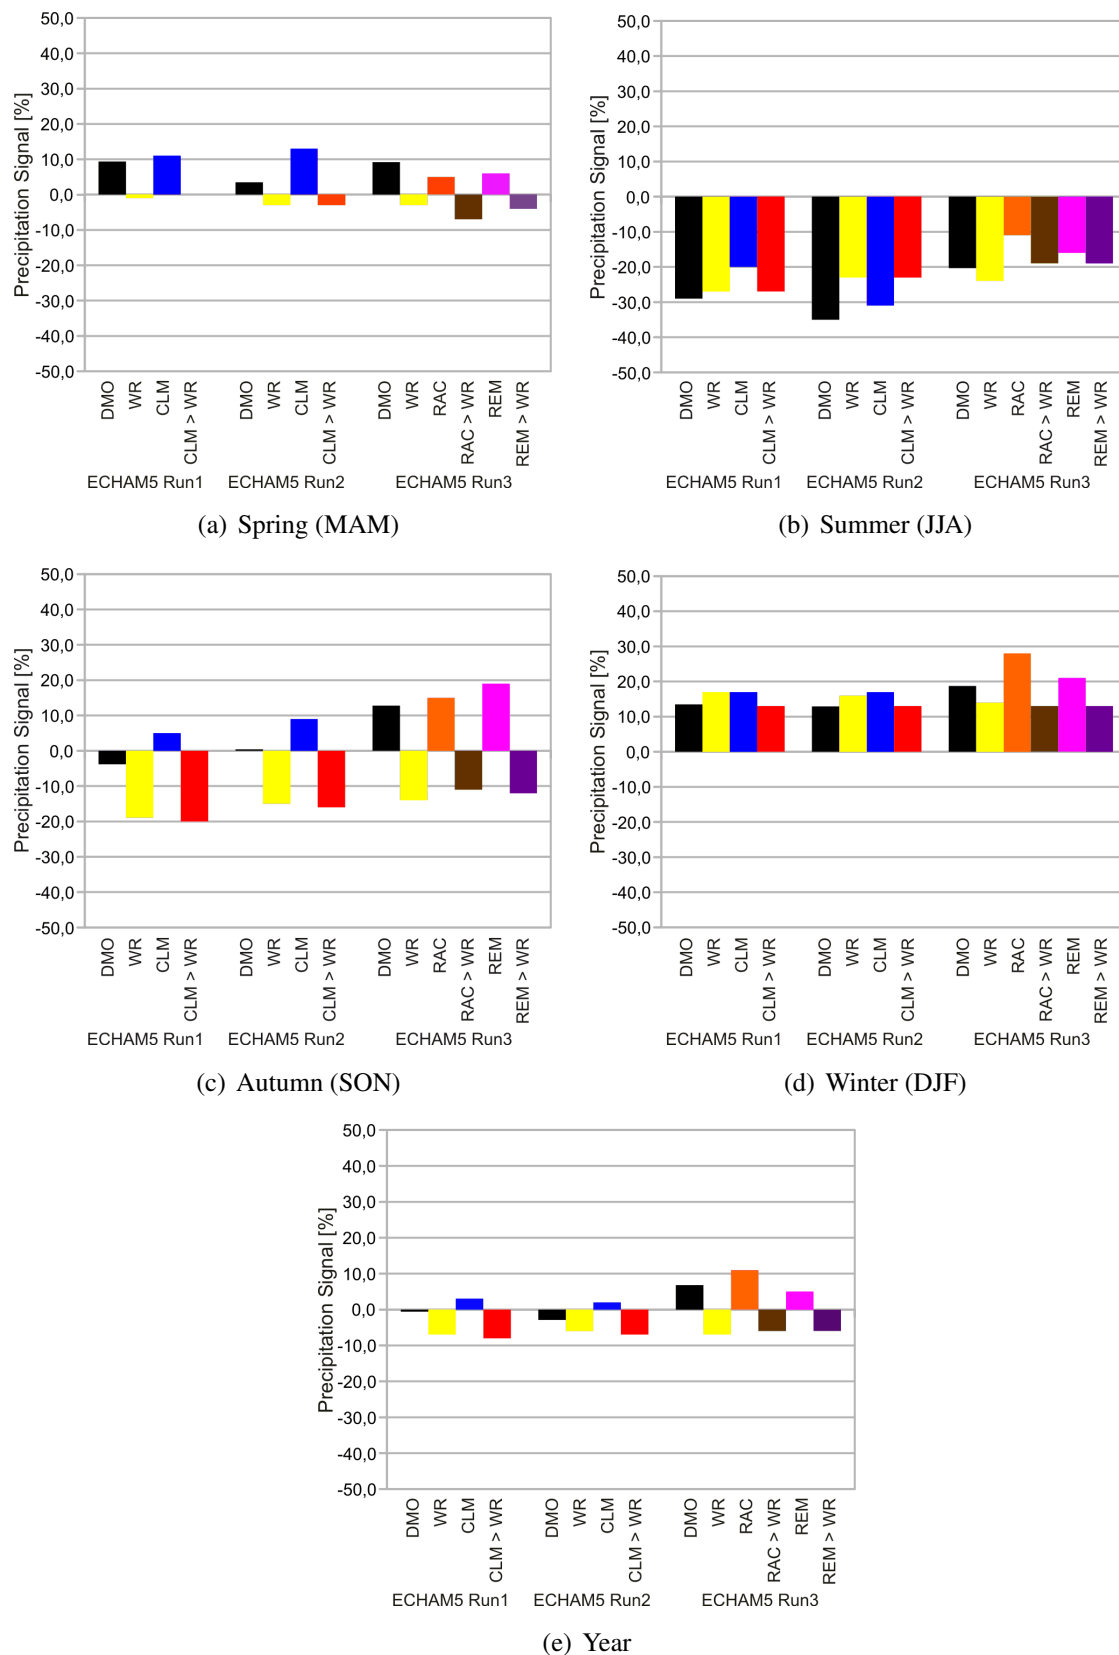 50,0
40,0
30,0
20,0
10,0
0,0
-10,0
-20,0
-30,0
-40,0
-50,0
Precipitation Signal [%]
DMO WR CLM CLM > WR DMO WR CLM CLM > WR DMO WR RAC RAC > WR REM REM > WR
ECHAM5 Run1 ECHAM5 Run2 ECHAM5 Run3
(a) Spring (MAM)
50,0
40,0
30,0
20,0
10,0
0,0
-10,0
-20,0
-30,0
-40,0
-50,0
Precipitation Signal [%]
DMO WR CLM CLM > WR DMO WR CLM CLM > WR DMO WR RAC RAC > WR REM REM > WR
ECHAM5 Run1 ECHAM5 Run2 ECHAM5 Run3
(b) Summer (JJA)
50,0
40,0
30,0
20,0
10,0
0,0
-10,0
-20,0
-30,0
-40,0
-50,0
Precipitation Signal [%]
DMO WR CLM CLM > WR DMO WR CLM CLM > WR DMO WR RAC RAC > WR REM REM > WR
ECHAM5 Run1 ECHAM5 Run2 ECHAM5 Run3
(c) Autumn (SON)
50,0
40,0
30,0
20,0
10,0
0,0
-10,0
-20,0
-30,0
-40,0
-50,0
Precipitation Signal [%]
DMO WR CLM CLM > WR DMO WR CLM CLM > WR DMO WR RAC RAC > WR REM REM > WR
ECHAM5 Run1 ECHAM5 Run2 ECHAM5 Run3
(d) Winter (DJF)
50,0
40,0
30,0
20,0
10,0
0,0
-10,0
-20,0
-30,0
-40,0
-50,0
Precipitation Signal [%]
DMO WR CLM CLM > WR DMO WR CLM CLM > WR DMO WR RAC RAC > WR REM REM > WR
ECHAM5 Run1 ECHAM5 Run2 ECHAM5 Run3
(e) Year